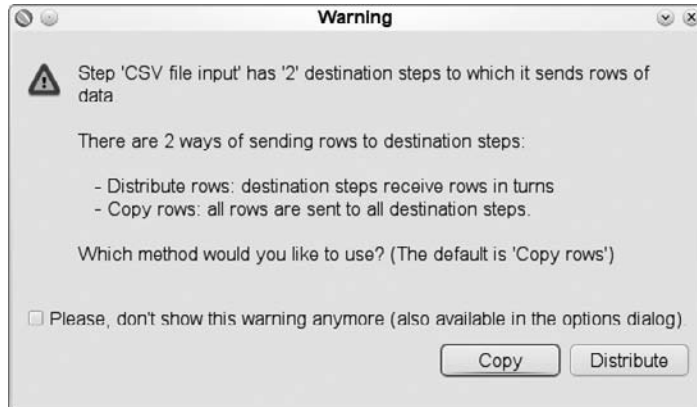 Warning
Step 'CSV file input' has '2' destination steps to which it sends rows of
data
There are 2 ways of sending rows to destination steps:
- Distribute rows: destination steps receive rows in turns
- Copy rows: all rows are sent to all destination steps.
Which method would you like to use? (The default is 'Copy rows')
Please, don't show this warning anymore (also available in the options dialog)
Copy Distribute